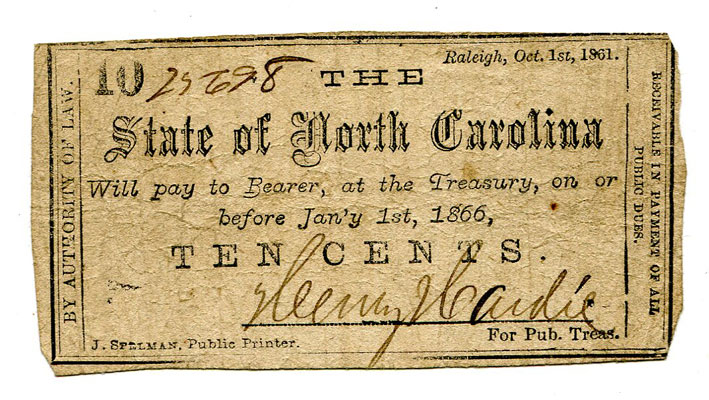 BY AUTHORITY OF LAW.
10
Raleigh, Oct. 1st, 1861.
THE
State of North Carolina
Will pay to Bearer, at the Treasury, on or
before Jan'y 1st, 1866,
TEN CENTS.
Henry Hardie
For Pub. Treas.
J. SPELMAN, Public Printer.
RECEIVABLE IN PAYMENT OF ALL
PUBLIC DUES.